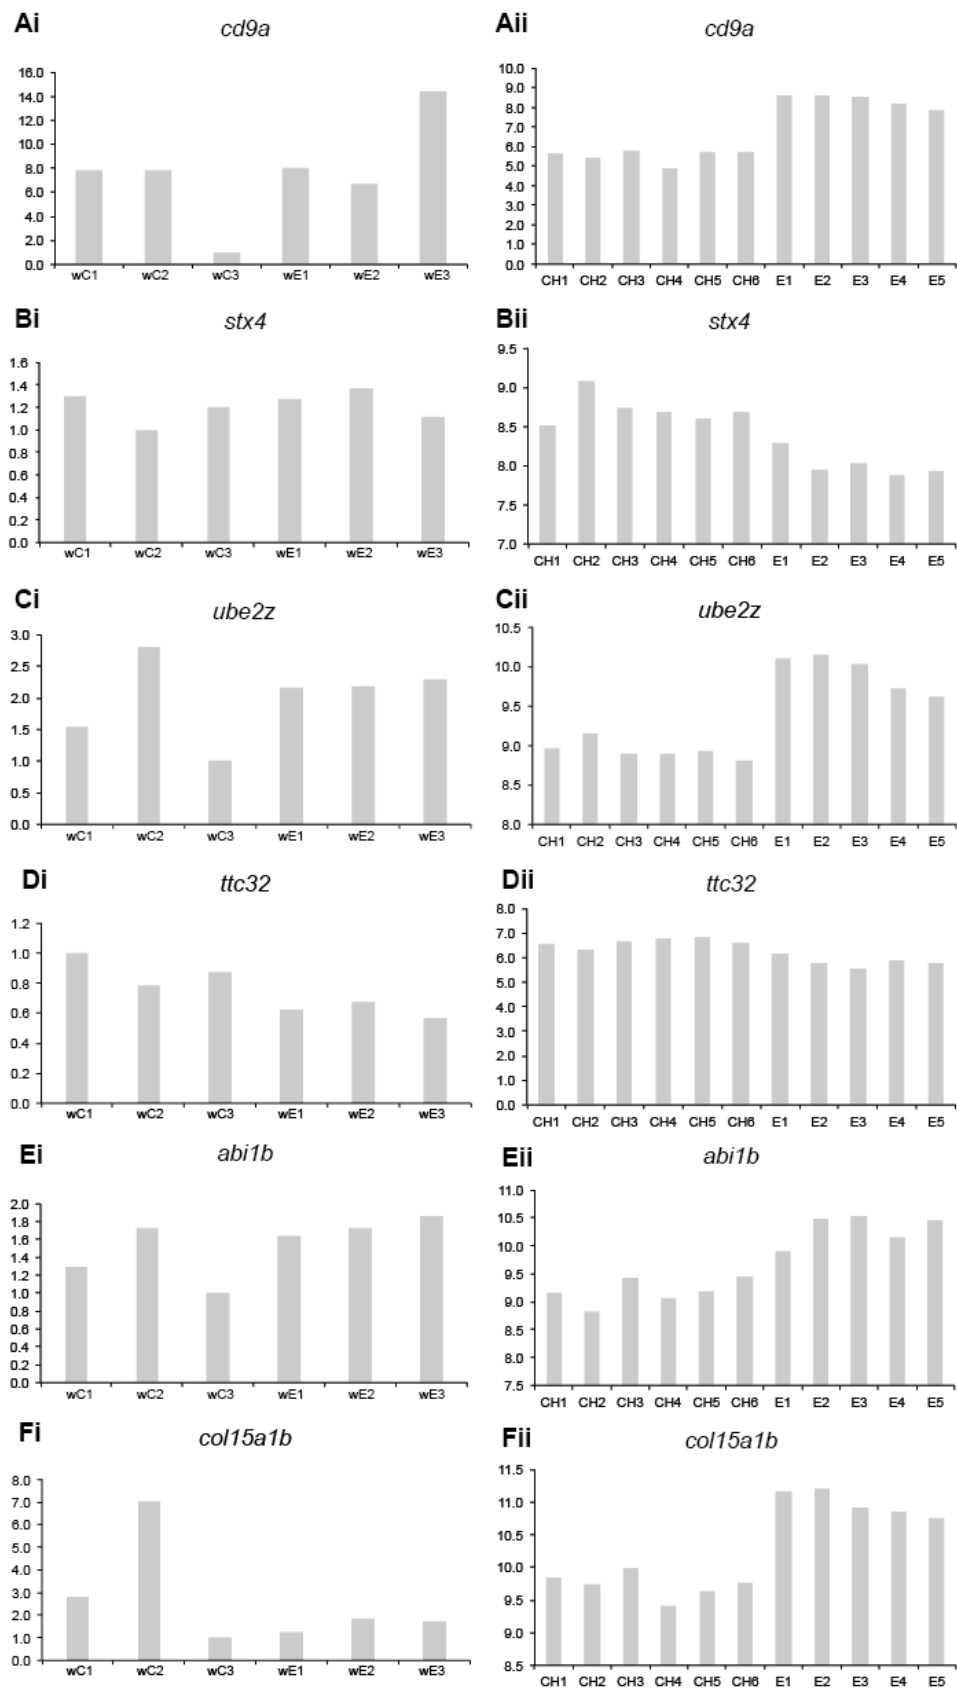 Ai
cd9a
16.0
14.0
12.0
10.0
8.0
6.0
4.0
2.0
0.0
wC1 wC2 wC3 wE1 wE2 wE3
Aii
cd9a
10.0
9.0
8.0
7.0
6.0
5.0
4.0
3.0
2.0
1.0
0.0
CH1 CH2 CH3 CH4 CH5 CH6 E1 E2 E3 E4 E5
Bi
stx4
1.6
1.4
1.2
1.0
0.8
0.6
0.4
0.2
0.0
wC1 wC2 wC3 wE1 wE2 wE3
Bii
stx4
9.5
9.0
8.5
8.0
7.5
7.0
CH1 CH2 CH3 CH4 CH5 CH6 E1 E2 E3 E4 E5
Ci
ube2z
3.0
2.5
2.0
1.5
1.0
0.5
0.0
wC1 wC2 wC3 wE1 wE2 wE3
Cii
ube2z
10.5
10.0
9.5
9.0
8.5
8.0
CH1 CH2 CH3 CH4 CH5 CH6 E1 E2 E3 E4 E5
Di
ttc32
1.2
1.0
0.8
0.6
0.4
0.2
0.0
wC1 wC2 wC3 wE1 wE2 wE3
Dii
ttc32
8.0
7.0
6.0
5.0
4.0
3.0
2.0
1.0
0.0
CH1 CH2 CH3 CH4 CH5 CH6 E1 E2 E3 E4 E5
Ei
abi1b
2.0
1.8
1.6
1.4
1.2
1.0
0.8
0.6
0.4
0.2
0.0
wC1 wC2 wC3 wE1 wE2 wE3
Eii
abi1b
11.0
10.5
10.0
9.5
9.0
8.5
8.0
7.5
CH1 CH2 CH3 CH4 CH5 CH6 E1 E2 E3 E4 E5
Fi
col15a1b
8.0
7.0
6.0
5.0
4.0
3.0
2.0
1.0
0.0
wC1 wC2 wC3 wE1 wE2 wE3
Fii
col15a1b
11.5
11.0
10.5
10.0
9.5
9.0
8.5
CH1 CH2 CH3 CH4 CH5 CH6 E1 E2 E3 E4 E5